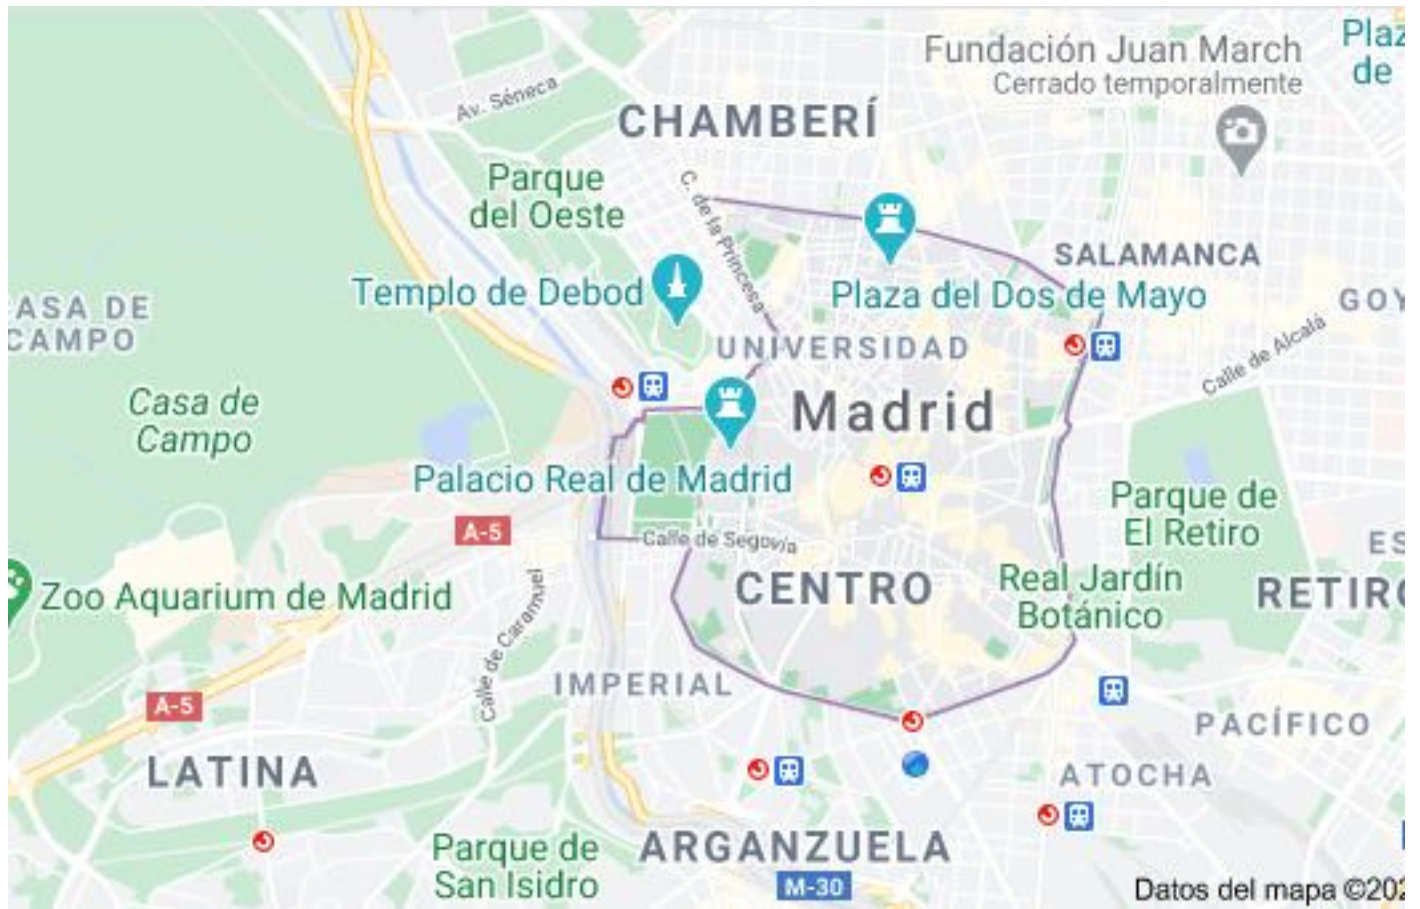 Plaz
de
Fundación Juan March
Cerrado temporalmente
Av. Séneca
CHAMBERÍ
Parque
del Oeste
C. de la Princesa
SALAMANCA
Templo de Debod
Plaza del Dos de Mayo
ASA DE
CAMPO
GOY
UNIVERSIDAD
Calle de Alcalá
Casa de
Campo
Madrid
Palacio Real de Madrid
Parque de
El Retiro
A-5
Calle de Segovia
ES
Zoo Aquarium de Madrid
CENTRO
Real Jardín
Botánico
RETIRO
Calle de Caramuel
IMPERIAL
A-5
PACÍFICO
LATINA
ATOCHA
Parque de
San Isidro
ARGANZUELA
M-30
Datos del mapa ©202